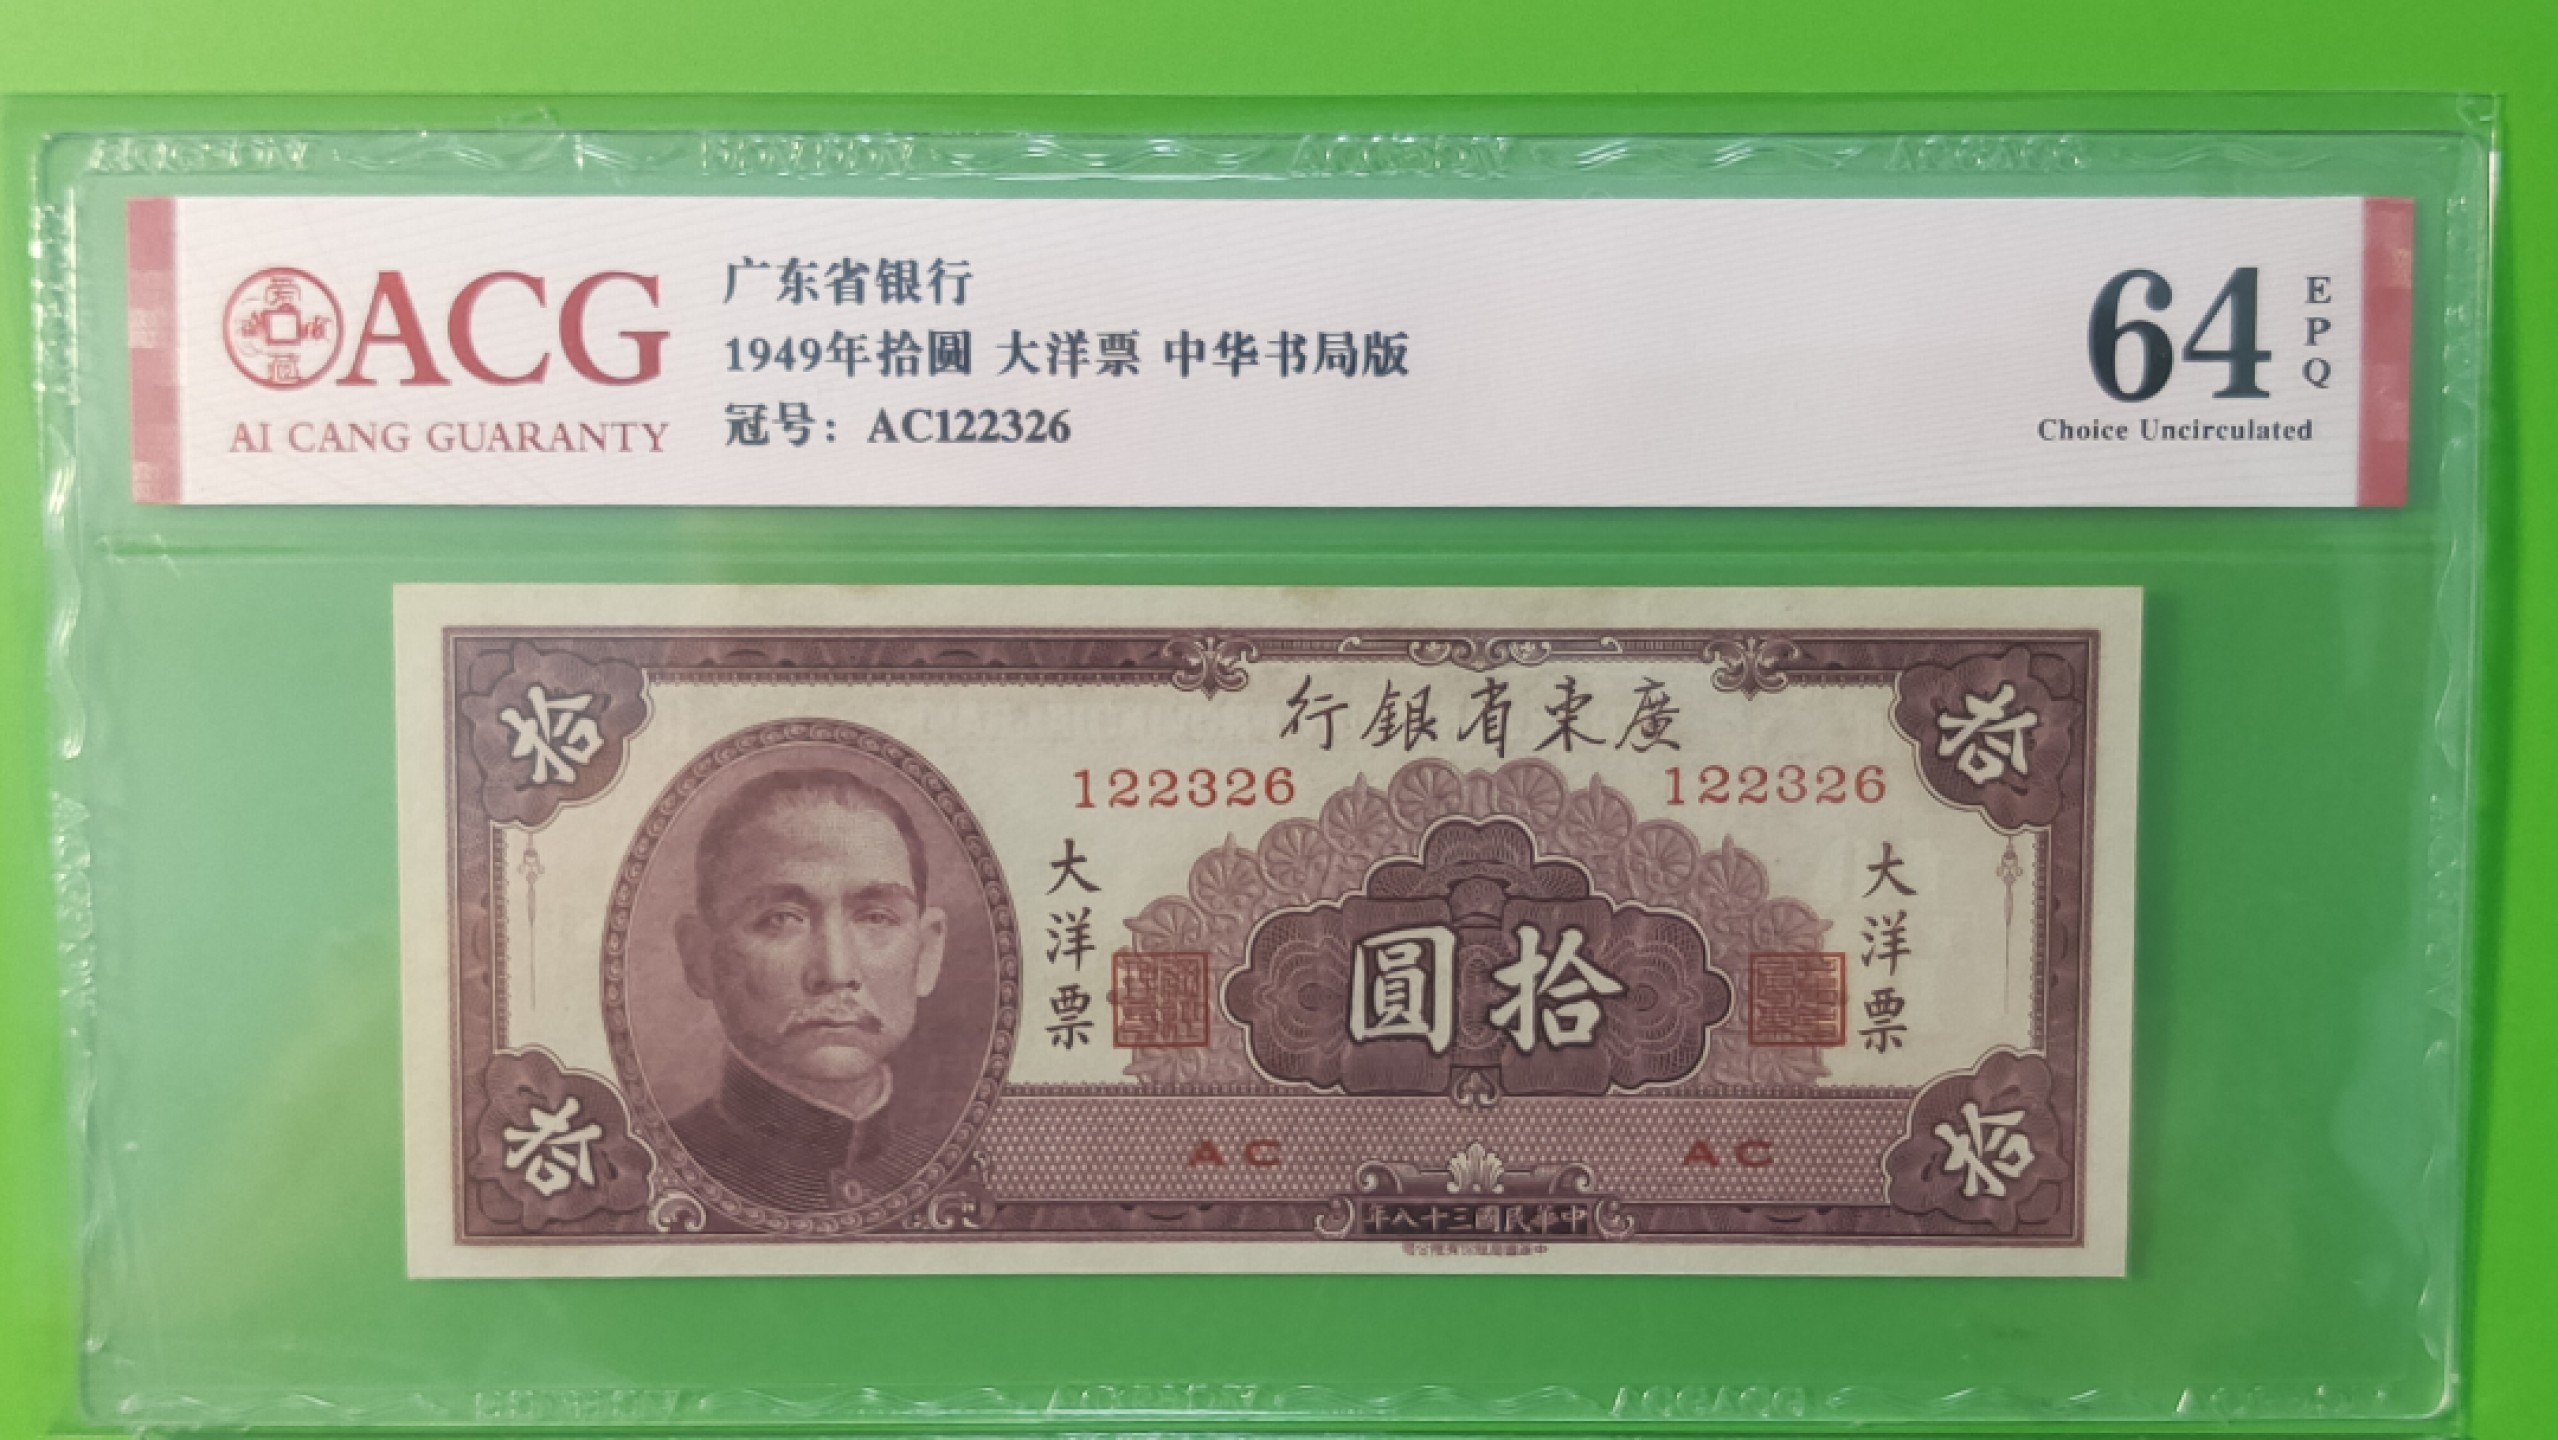 ACG
AI CANG GUARANTY
广东省银行
1949年拾圆 大洋票 中华书局版
冠号：AC122326
64
EPQ
Choice Uncirculated
廣東省銀行
122326 122326
拾 拾
大洋票 大洋票
拾圓
拾 拾
AC AC
中華民國三十八年